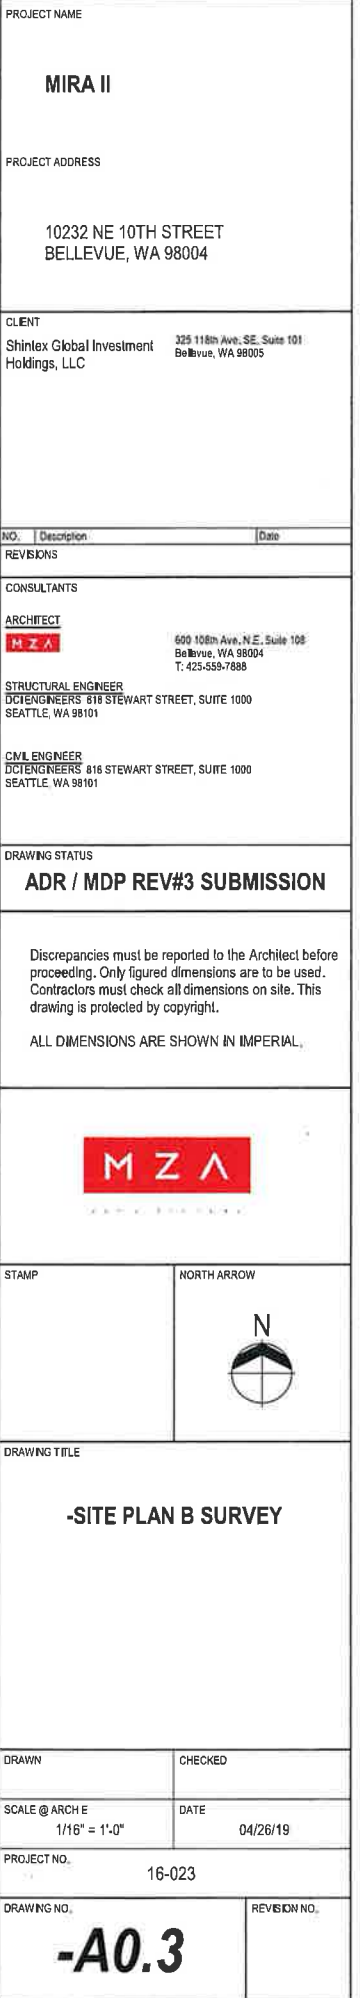 PROJECT NAME
MIRA II
PROJECT ADDRESS
10232 NE 10TH STREET
BELLEVUE, WA 98004
CLIENT
Shintex Global Investment
Holdings, LLC
325 118th Ave. SE, Suite 101
Bellevue, WA 98005
NO. Description Date
REVISIONS
CONSULTANTS
ARCHITECT
MZA
600 108th Ave, N.E. Suite 108
Bellevue, WA 98004
T: 425-559-7888
STRUCTURAL ENGINEER
DCI ENGINEERS 818 STEWART STREET, SUITE 1000
SEATTLE, WA 98101
CIVIL ENGINEER
DCI ENGINEERS 818 STEWART STREET, SUITE 1000
SEATTLE, WA 98101
DRAWING STATUS
ADR / MDP REV#3 SUBMISSION
Discrepancies must be reported to the Architect before
proceeding. Only figured dimensions are to be used.
Contractors must check all dimensions on site. This
drawing is protected by copyright.
ALL DIMENSIONS ARE SHOWN IN IMPERIAL.
MZA
STAMP
NORTH ARROW
N
DRAWING TITLE
-SITE PLAN B SURVEY
DRAWN
CHECKED
SCALE @ ARCH E
1/16" = 1'-0"
DATE
04/26/19
PROJECT NO.
16-023
DRAWING NO.
-A0.3
REVISION NO.